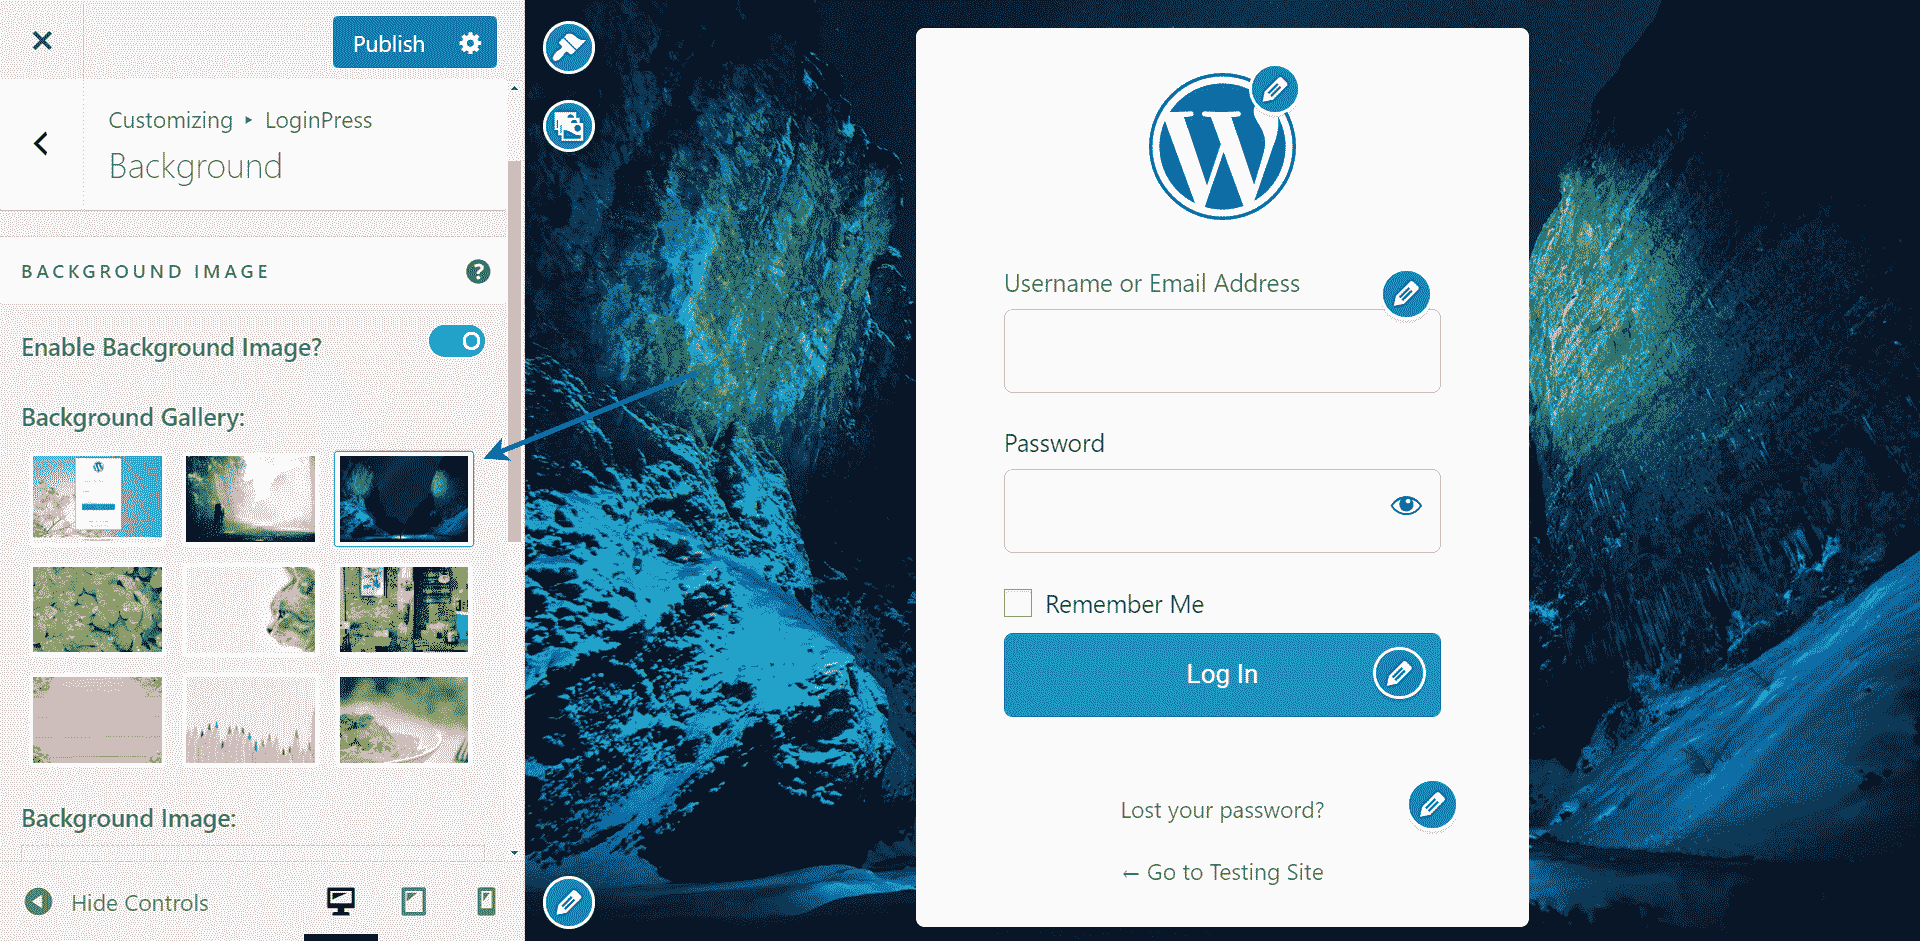 Publish
Customizing ▸ LoginPress
Background
BACKGROUND IMAGE
?
Enable Background Image?
Background Gallery:
Background Image:
Hide Controls
W
Username or Email Address
Password
Remember Me
Log In
Lost your password?
← Go to Testing Site